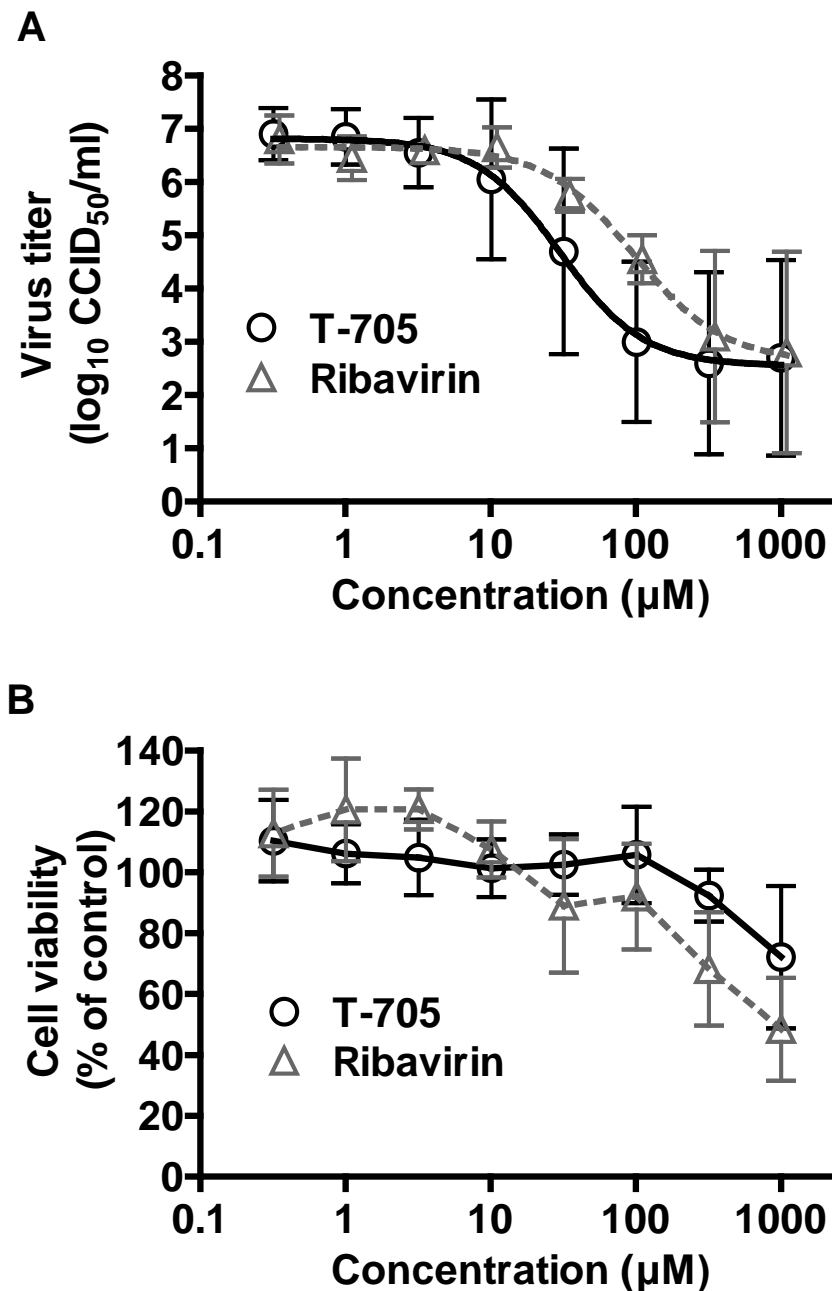 A
Virus titer
(log10 CCID50/ml)
8
7
6
5
4
3
2
1
0
T-705
Ribavirin
0.1 1 10 100 1000
Concentration (µM)
B
Cell viability
(% of control)
140
120
100
80
60
40
20
0
T-705
Ribavirin
0.1 1 10 100 1000
Concentration (µM)